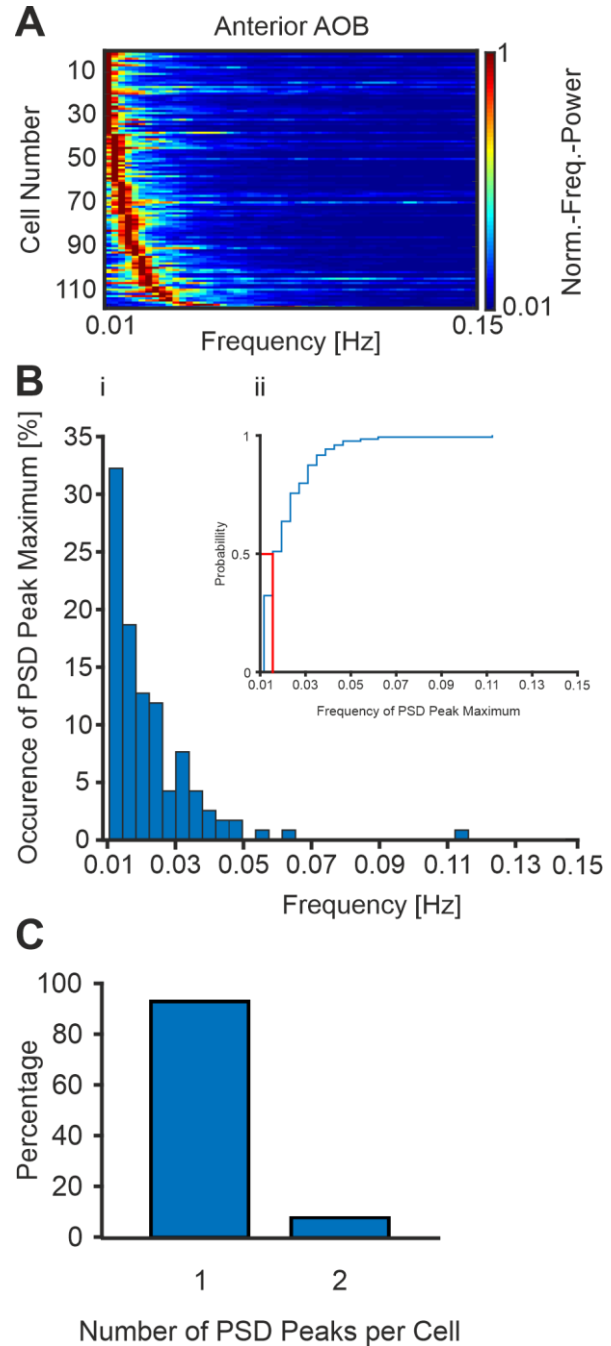 A
Anterior AOB
Cell Number
10
30
50
70
90
110
0.01
0.15
Frequency [Hz]
1
0.01
Norm.-Freq.-Power
B
i
ii
Occurence of PSD Peak Maximum [%]
35
30
25
20
15
10
5
0
0.01 0.03 0.05 0.07 0.09 0.11 0.13 0.15
Frequency [Hz]
Probabillity
1
0.5
0
0.01 0.03 0.05 0.07 0.09 0.11 0.13 0.15
Frequency of PSD Peak Maximum
C
Percentage
100
80
60
40
20
0
1 2
Number of PSD Peaks per Cell